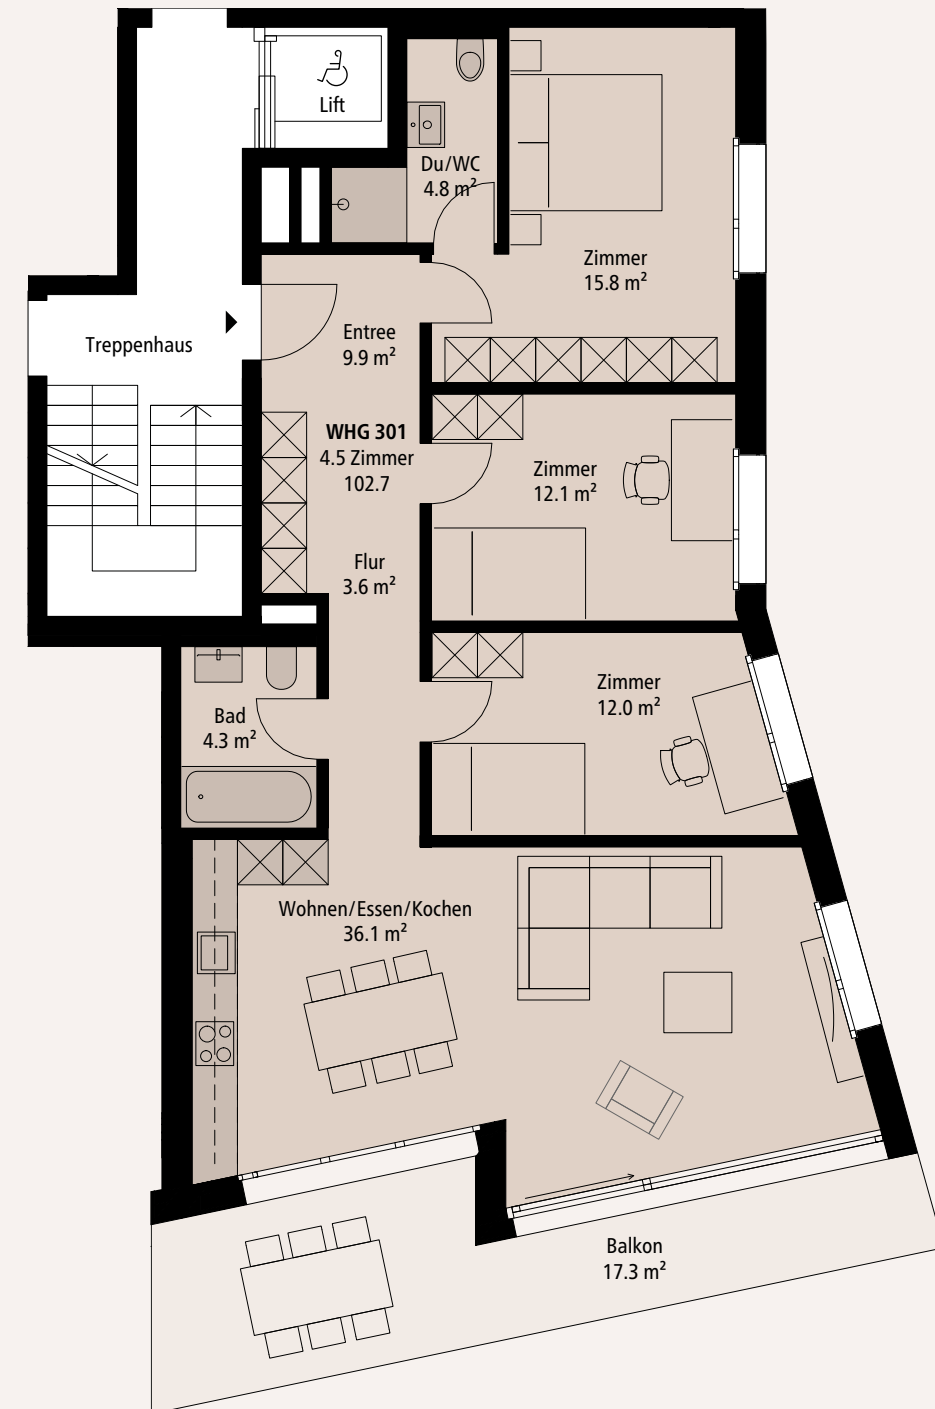 Lift
Du/WC
4.8 m²
Zimmer
15.8 m²
Treppenhaus
Entree
9.9 m²
WHG 301
4.5 Zimmer
102.7
Zimmer
12.1 m²
Flur
3.6 m²
Zimmer
12.0 m²
Bad
4.3 m²
Wohnen/Essen/Kochen
36.1 m²
Balkon
17.3 m²